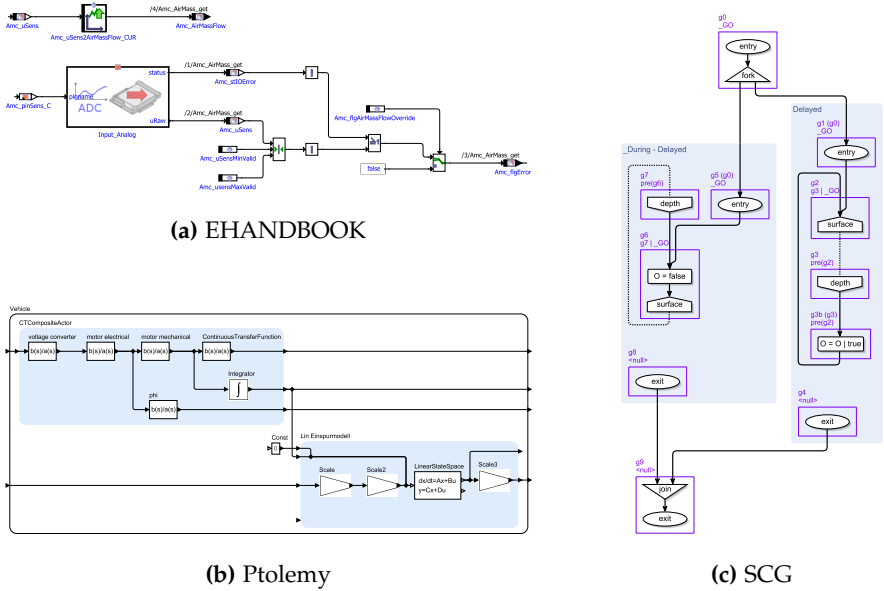 /4/Amc_AirMass_get
Amc_uSens
Amc_uSens2AirMassFlow_CUR
Amc_AirMassFlow
status
/1/Amc_AirMass_get
Amc_stIOError
Amc_pinSens_C
pinname
ADC
uRaw
Input_Analog
/2/Amc_AirMass_get
Amc_uSens
Amc_flgAirMassFlowOverride
Amc_uSensMinValid
Amc_usensMaxValid
false
/3/Amc_AirMass_get
Amc_flgError
(a) EHANDBOOK
Vehicle
CTCompositeActor
voltage converter
motor electrical
motor mechanical
ContinuousTransferFunction
b(s)/a(s)
b(s)/a(s)
b(s)/a(s)
b(s)/a(s)
Integrator
∫
phi
b(s)/a(s)
Const
0
Lin Einspurmodell
Scale
Scale2
LinearStateSpace
dx/dt=Ax+Bu
y=Cx+Du
Scale3
(b) Ptolemy
g0
_GO
entry
fork
Delayed
g1 (g0)
_GO
entry
_During - Delayed
g7
pre(g6)
depth
g5 (g0)
_GO
entry
g2
g3 | _GO
surface
g6
g7 | _GO
O = false
surface
g3
pre(g2)
depth
g3b (g3)
pre(g2)
O = O | true
g8
<null>
exit
g4
<null>
exit
g9
<null>
join
exit
(c) SCG